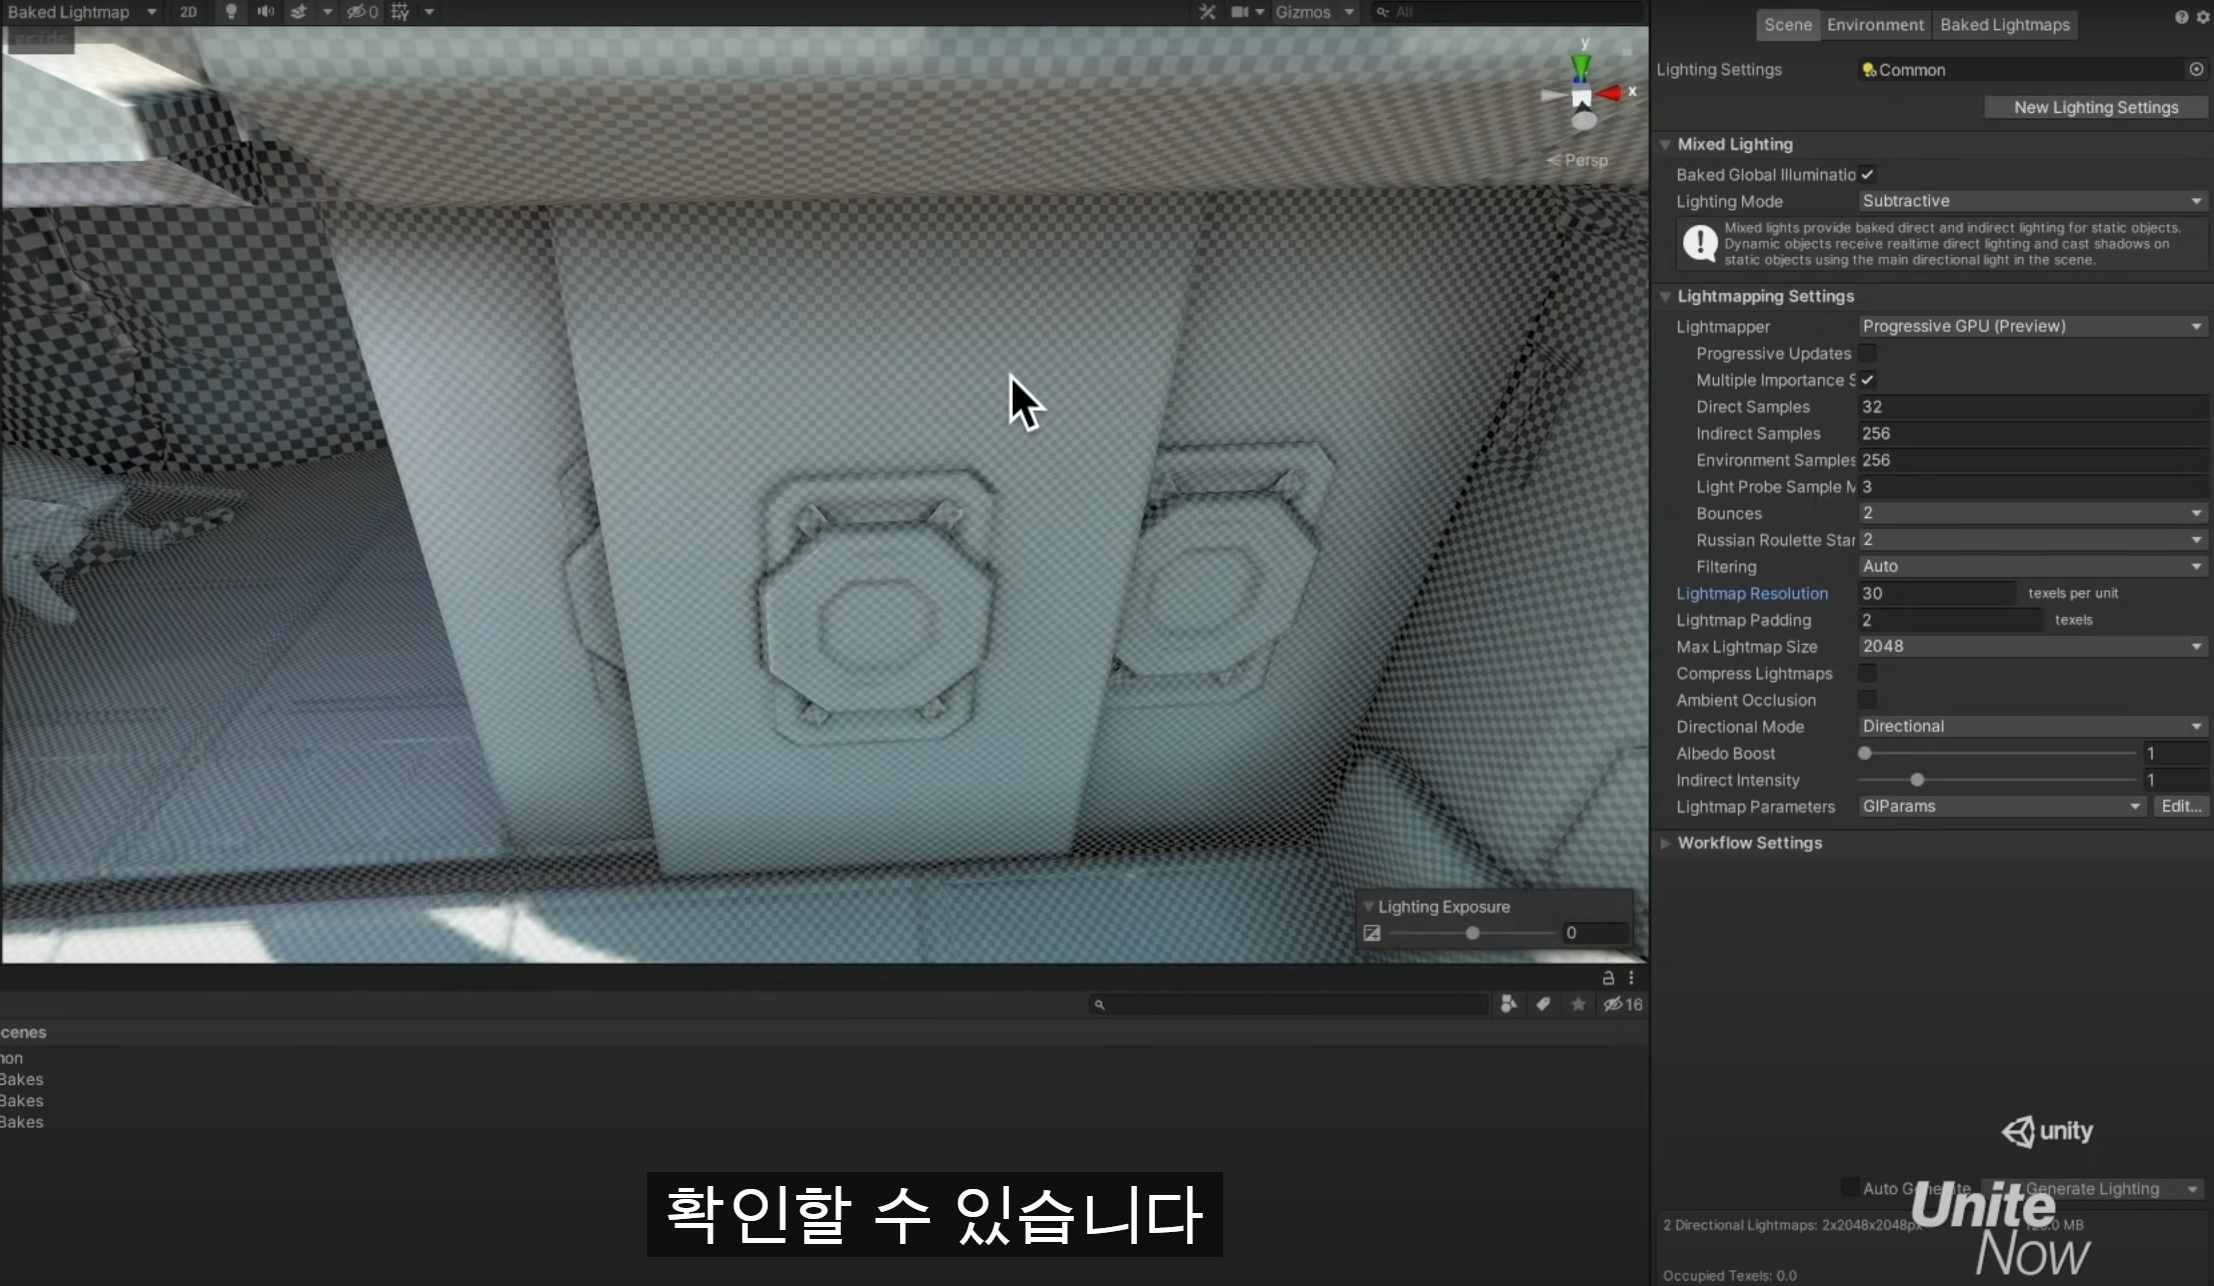 Baked Lightmap
2D
0
Gizmos
All
grids
y
x
Persp
Lighting Exposure
0
16
cenes
Bakes
Bakes
Bakes
Scene Environment Baked Lightmaps
Lighting Settings Common
New Lighting Settings
Mixed Lighting
Baked Global Illuminatio
Lighting Mode Subtractive
Mixed lights provide baked direct and indirect lighting for static objects.
Dynamic objects receive realtime direct lighting and cast shadows on
static objects using the main directional light in the scene.
Lightmapping Settings
Lightmapper Progressive GPU (Preview)
Progressive Updates
Multiple Importance S
Direct Samples 32
Indirect Samples 256
Environment Samples 256
Light Probe Sample M 3
Bounces 2
Russian Roulette Star 2
Filtering Auto
Lightmap Resolution 30 texels per unit
Lightmap Padding 2 texels
Max Lightmap Size 2048
Compress Lightmaps
Ambient Occlusion
Directional Mode Directional
Albedo Boost 1
Indirect Intensity 1
Lightmap Parameters GIParams Edit...
Workflow Settings
unity
Auto Generate Generate Lighting
Unite
Now
2 Directional Lightmaps: 2x2048x2048px
MB
Occupied Texels: 0.0
확인할 수 있습니다